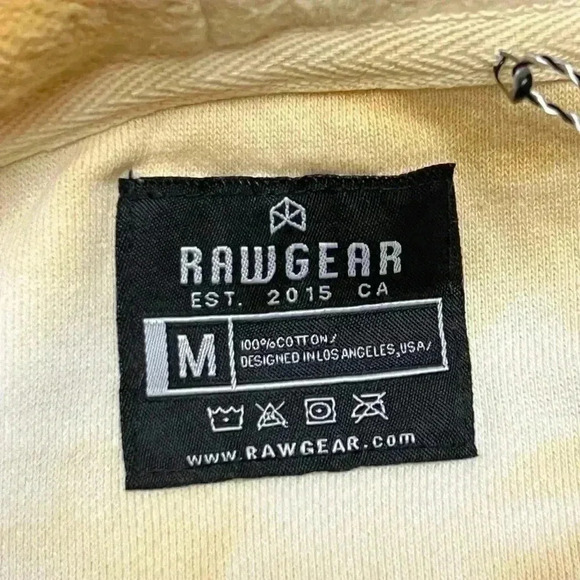 RAWGEAR
EST. 2015 CA
M
100%COTTON/
DESIGNED IN LOS ANGELES, USA/
www.RAWGEAR.com